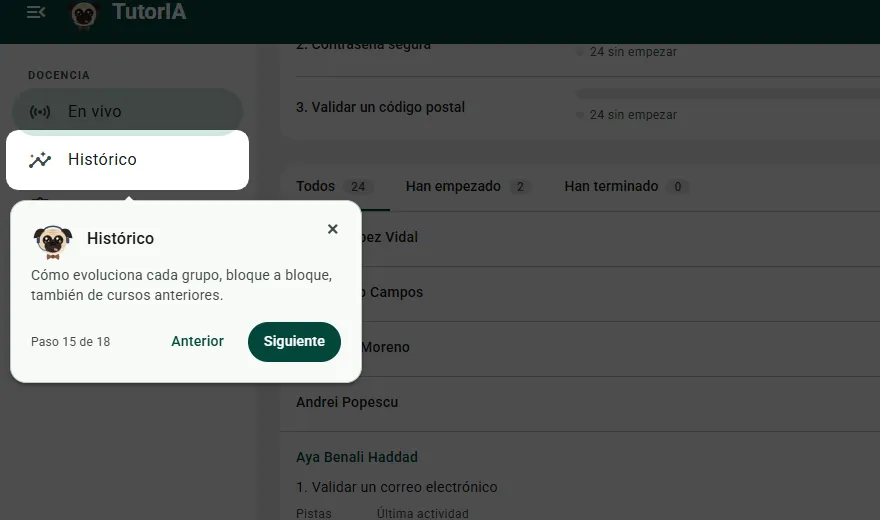 TutorIA
DOCENCIA
En vivo
Histórico
Histórico
Cómo evoluciona cada grupo, bloque a bloque,
también de cursos anteriores.
Paso 15 de 18
Anterior
Siguiente
2. Contraseña segura
24 sin empezar
3. Validar un código postal
24 sin empezar
Todos 24
Han empezado 2
Han terminado 0
Vidal
Campos
Moreno
Andrei Popescu
Aya Benali Haddad
1. Validar un correo electrónico
Pistas
Última actividad